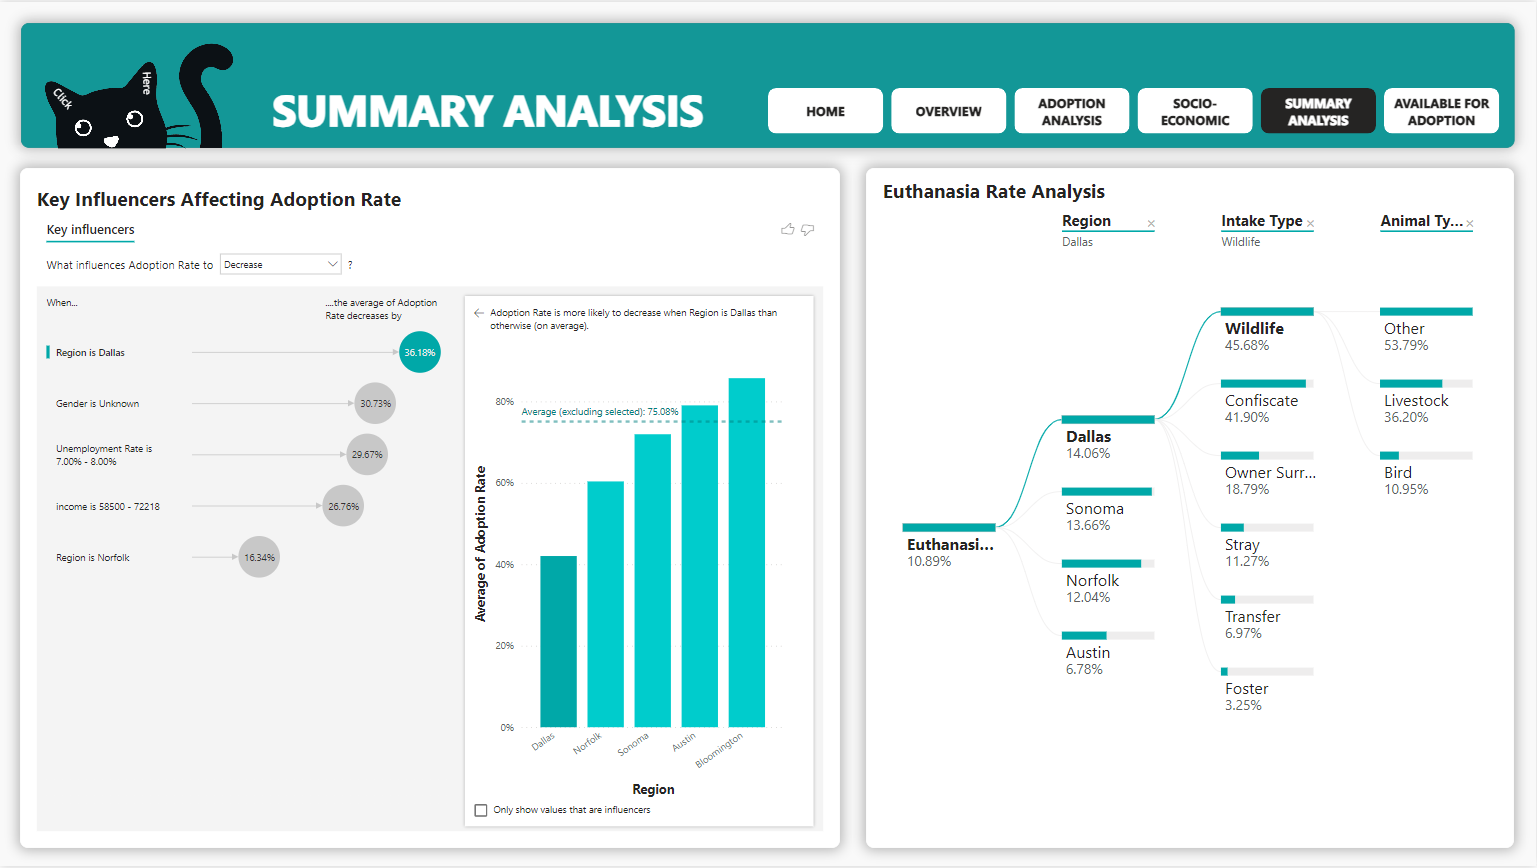 Click
Here
SUMMARY ANALYSIS
HOME
OVERVIEW
ADOPTION
ANALYSIS
SOCIO-
ECONOMIC
SUMMARY
ANALYSIS
AVAILABLE FOR
ADOPTION
Key Influencers Affecting Adoption Rate
Key influencers
What influences Adoption Rate to
Decrease
?
When...
....the average of Adoption
Rate decreases by
Region is Dallas
36.18%
Gender is Unknown
30.73%
Unemployment Rate is
7.00% - 8.00%
29.67%
income is 58500 - 72218
26.76%
Region is Norfolk
16.34%
Adoption Rate is more likely to decrease when Region is Dallas than
otherwise (on average).
80%
Average (excluding selected): 75.08%
60%
40%
20%
0%
Average of Adoption Rate
Dallas
Norfolk
Sonoma
Austin
Bloomington
Region
Only show values that are influencers
Euthanasia Rate Analysis
Region
Dallas
Intake Type
Wildlife
Animal Ty...
Euthanasi...
10.89%
Dallas
14.06%
Sonoma
13.66%
Norfolk
12.04%
Austin
6.78%
Wildlife
45.68%
Confiscate
41.90%
Owner Surr...
18.79%
Stray
11.27%
Transfer
6.97%
Foster
3.25%
Other
53.79%
Livestock
36.20%
Bird
10.95%